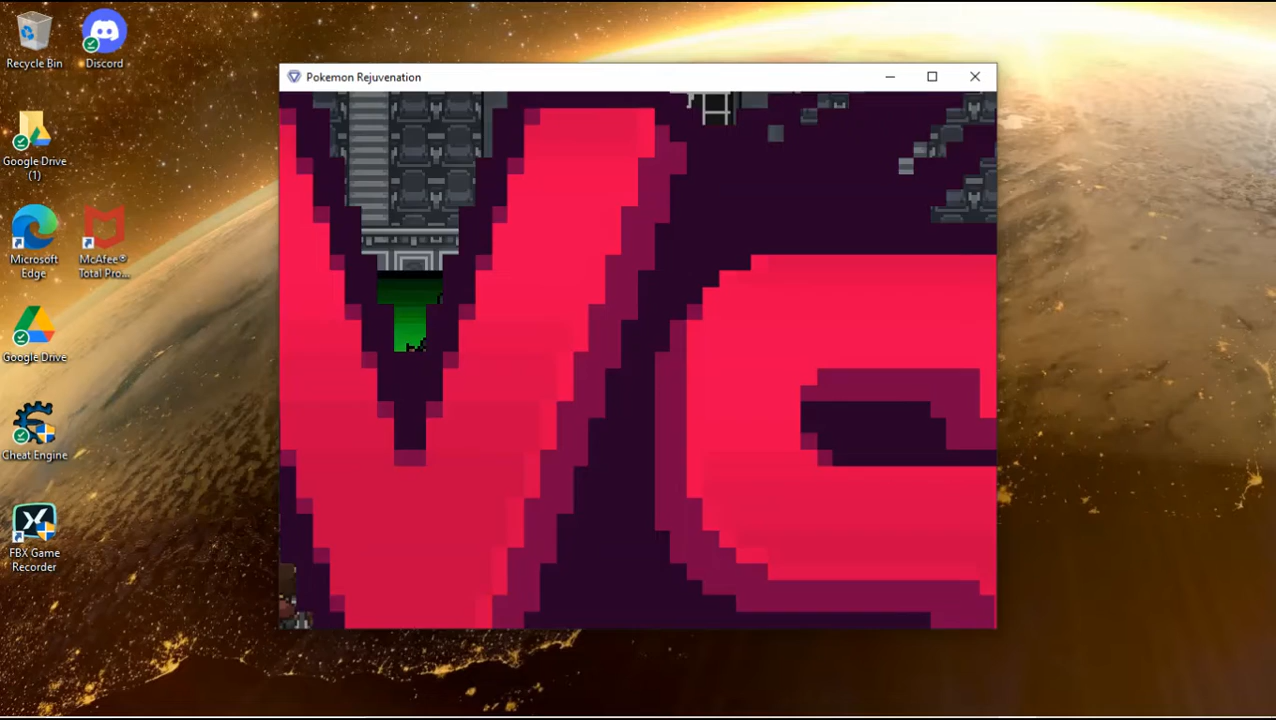 Recycle Bin
Discord
Google Drive
(1)
Microsoft
Edge
McAfee®
Total Pro...
Google Drive
Cheat Engine
FBX Game
Recorder
Pokemon Rejuvenation